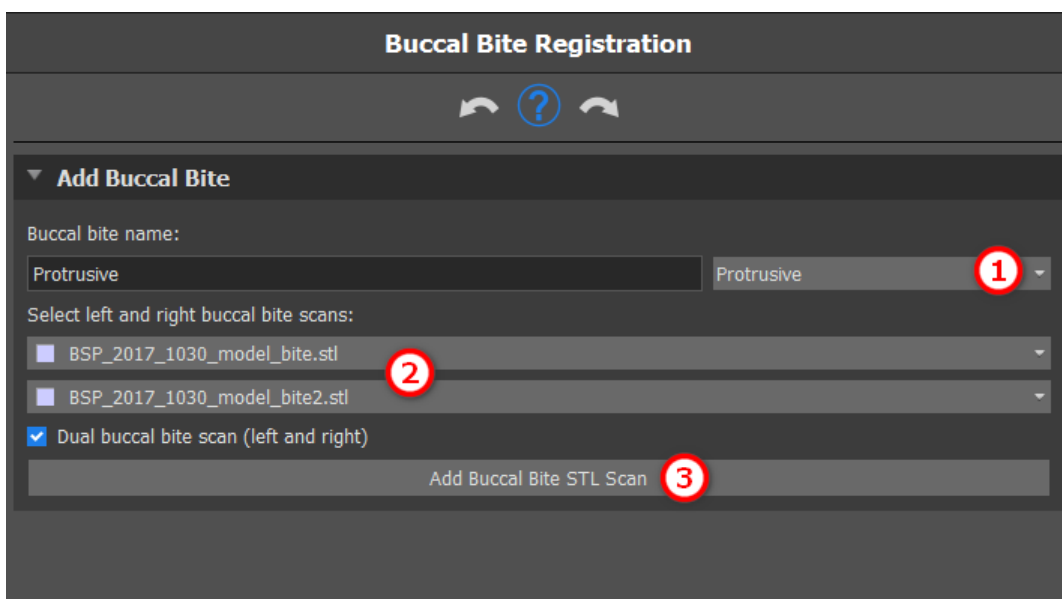 Buccal Bite Registration
?
Add Buccal Bite
Buccal bite name:
Protrusive Protrusive 1
Select left and right buccal bite scans:
BSP_2017_1030_model_bite.stl
2
BSP_2017_1030_model_bite2.stl
Dual buccal bite scan (left and right)
Add Buccal Bite STL Scan 3